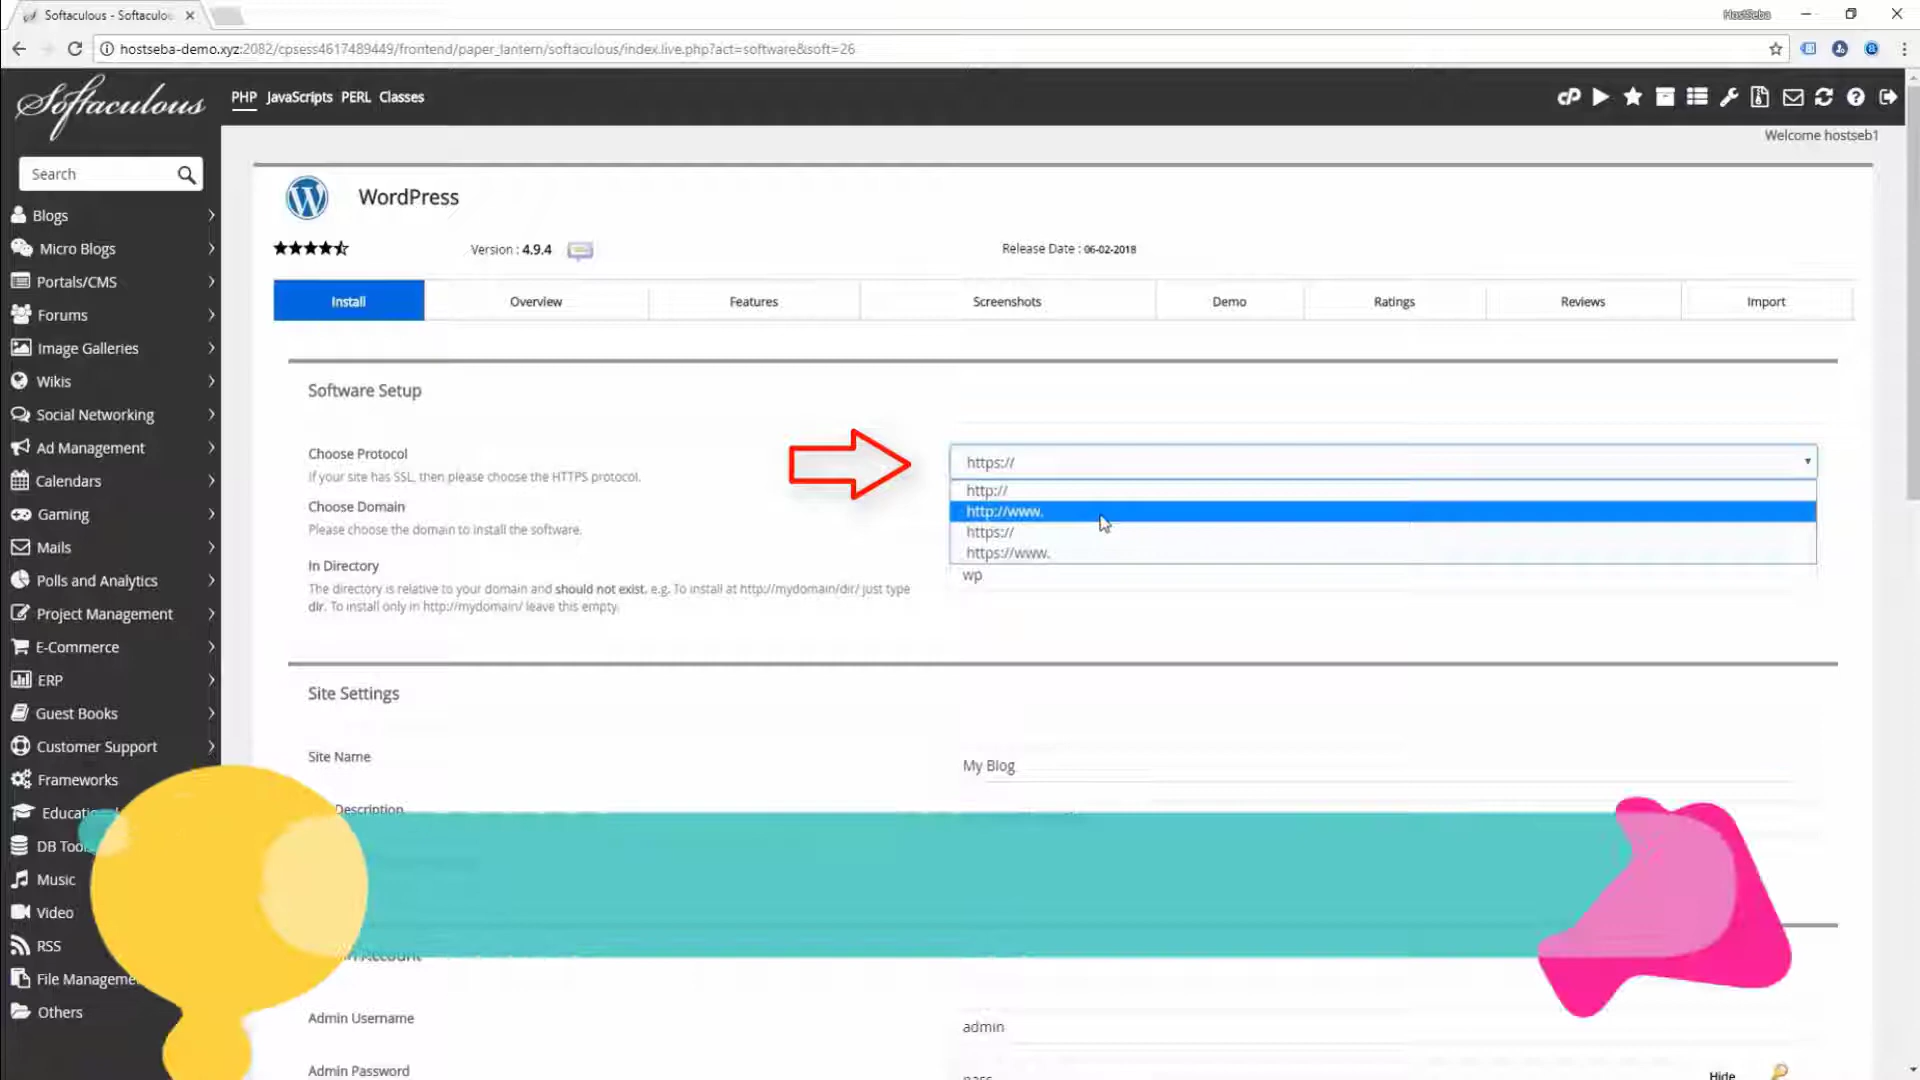 Softaculous - Softaculo
HostSeba
hostseba-demo.xyz:2082/cpsess4617489449/frontend/paper_lantern/softaculous/index.live.php?act=software&soft=26
Softaculous
PHP JavaScripts PERL Classes
Welcome hostseb1
Search
Blogs
Micro Blogs
Portals/CMS
Forums
Image Galleries
Wikis
Social Networking
Ad Management
Calendars
Gaming
Mails
Polls and Analytics
Project Management
E-Commerce
ERP
Guest Books
Customer Support
Frameworks
Educatio
DB Too
Music
Video
RSS
File Manageme
Others
WordPress
Version : 4.9.4
Release Date : 06-02-2018
Install Overview Features Screenshots Demo Ratings Reviews Import
Software Setup
Choose Protocol
If your site has SSL, then please choose the HTTPS protocol.
https://
http://
http://www.
https://
https://www.
Choose Domain
Please choose the domain to install the software.
In Directory
The directory is relative to your domain and should not exist. e.g. To install at http://mydomain/dir/ just type
dir. To install only in http://mydomain/ leave this empty.
wp
Site Settings
Site Name
My Blog
Description
Account
Admin Username
admin
Admin Password
pass
Hide